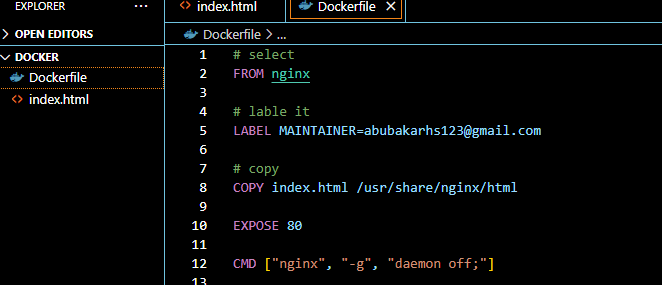 EXPLORER ...
OPEN EDITORS
DOCKER
Dockerfile
index.html
index.html Dockerfile
Dockerfile > ...
1 # select
2 FROM nginx
3
4 # lable it
5 LABEL MAINTAINER=abubakarhs123@gmail.com
6
7 # copy
8 COPY index.html /usr/share/nginx/html
9
10 EXPOSE 80
11
12 CMD ["nginx", "-g", "daemon off;"]
13